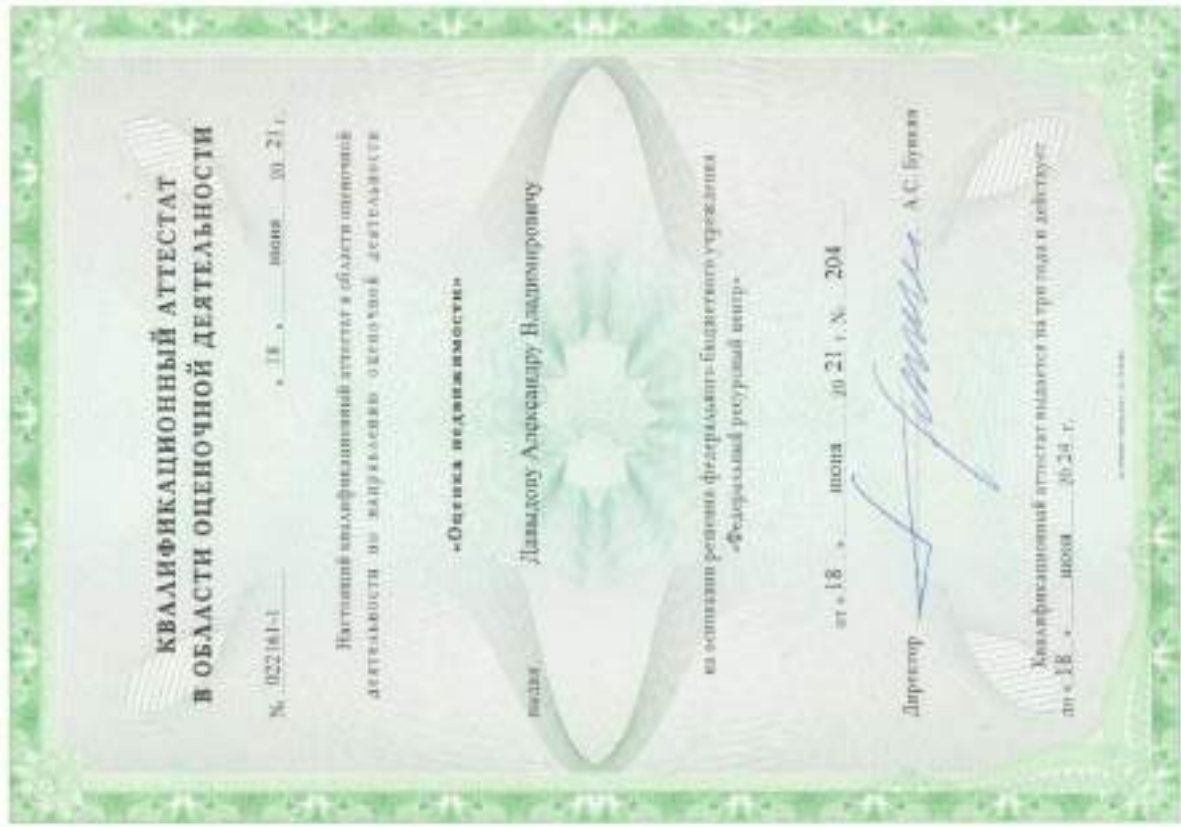 КВАЛИФИКАЦИОННЫЙ АТТЕСТАТ
В ОБЛАСТИ ОЦЕНОЧНОЙ ДЕЯТЕЛЬНОСТИ
№ 022161-1 « 18 » июня 20 21 г.
Настоящий квалификационный аттестат в области оценочной
деятельности по направлению оценочной деятельности
«Оценка недвижимости»
выдан Давыдову Александру Владимировичу
на основании решения федерального бюджетного учреждения
«Федеральный ресурсный центр»
от « 18 » июня 20 21 г. № 204
Директор А.С. Бункин
Квалификационный аттестат выдается на три года и действует
до « 18 » июня 20 24 г.